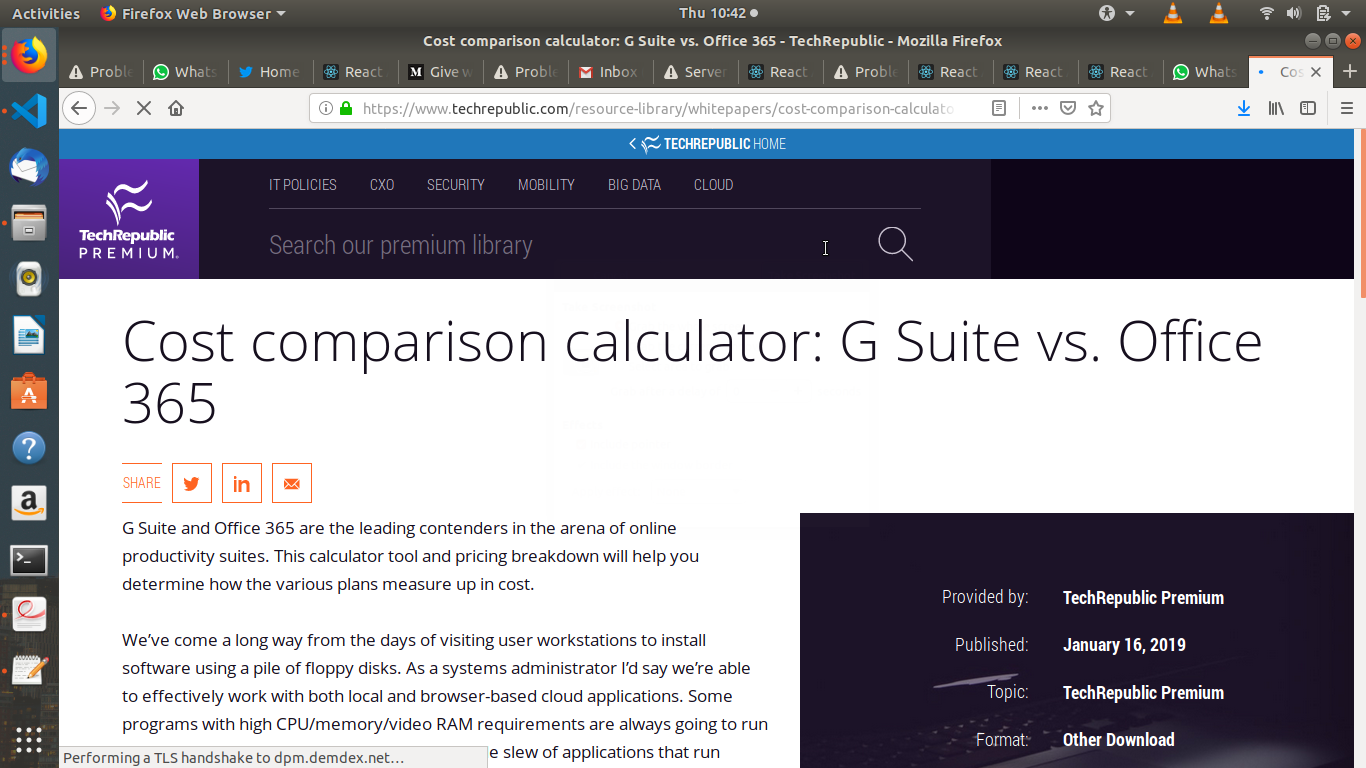 Activities
Firefox Web Browser
Thu 10:42
Cost comparison calculator: G Suite vs. Office 365 - TechRepublic - Mozilla Firefox
Proble
Whats
Home
React
Give w
Proble
Inbox
Server
React
Proble
React
React
React
Whats
Cos
https://www.techrepublic.com/resource-library/whitepapers/cost-comparison-calculato
TECHREPUBLIC HOME
TechRepublic
PREMIUM
IT POLICIES CXO SECURITY MOBILITY BIG DATA CLOUD
Search our premium library
Cost comparison calculator: G Suite vs. Office
365
SHARE
G Suite and Office 365 are the leading contenders in the arena of online
productivity suites. This calculator tool and pricing breakdown will help you
determine how the various plans measure up in cost.
We’ve come a long way from the days of visiting user workstations to install
software using a pile of floppy disks. As a systems administrator I’d say we’re able
to effectively work with both local and browser-based cloud applications. Some
programs with high CPU/memory/video RAM requirements are always going to run
e slew of applications that run
Provided by: TechRepublic Premium
Published: January 16, 2019
Topic: TechRepublic Premium
Format: Other Download
Performing a TLS handshake to dpm.demdex.net…